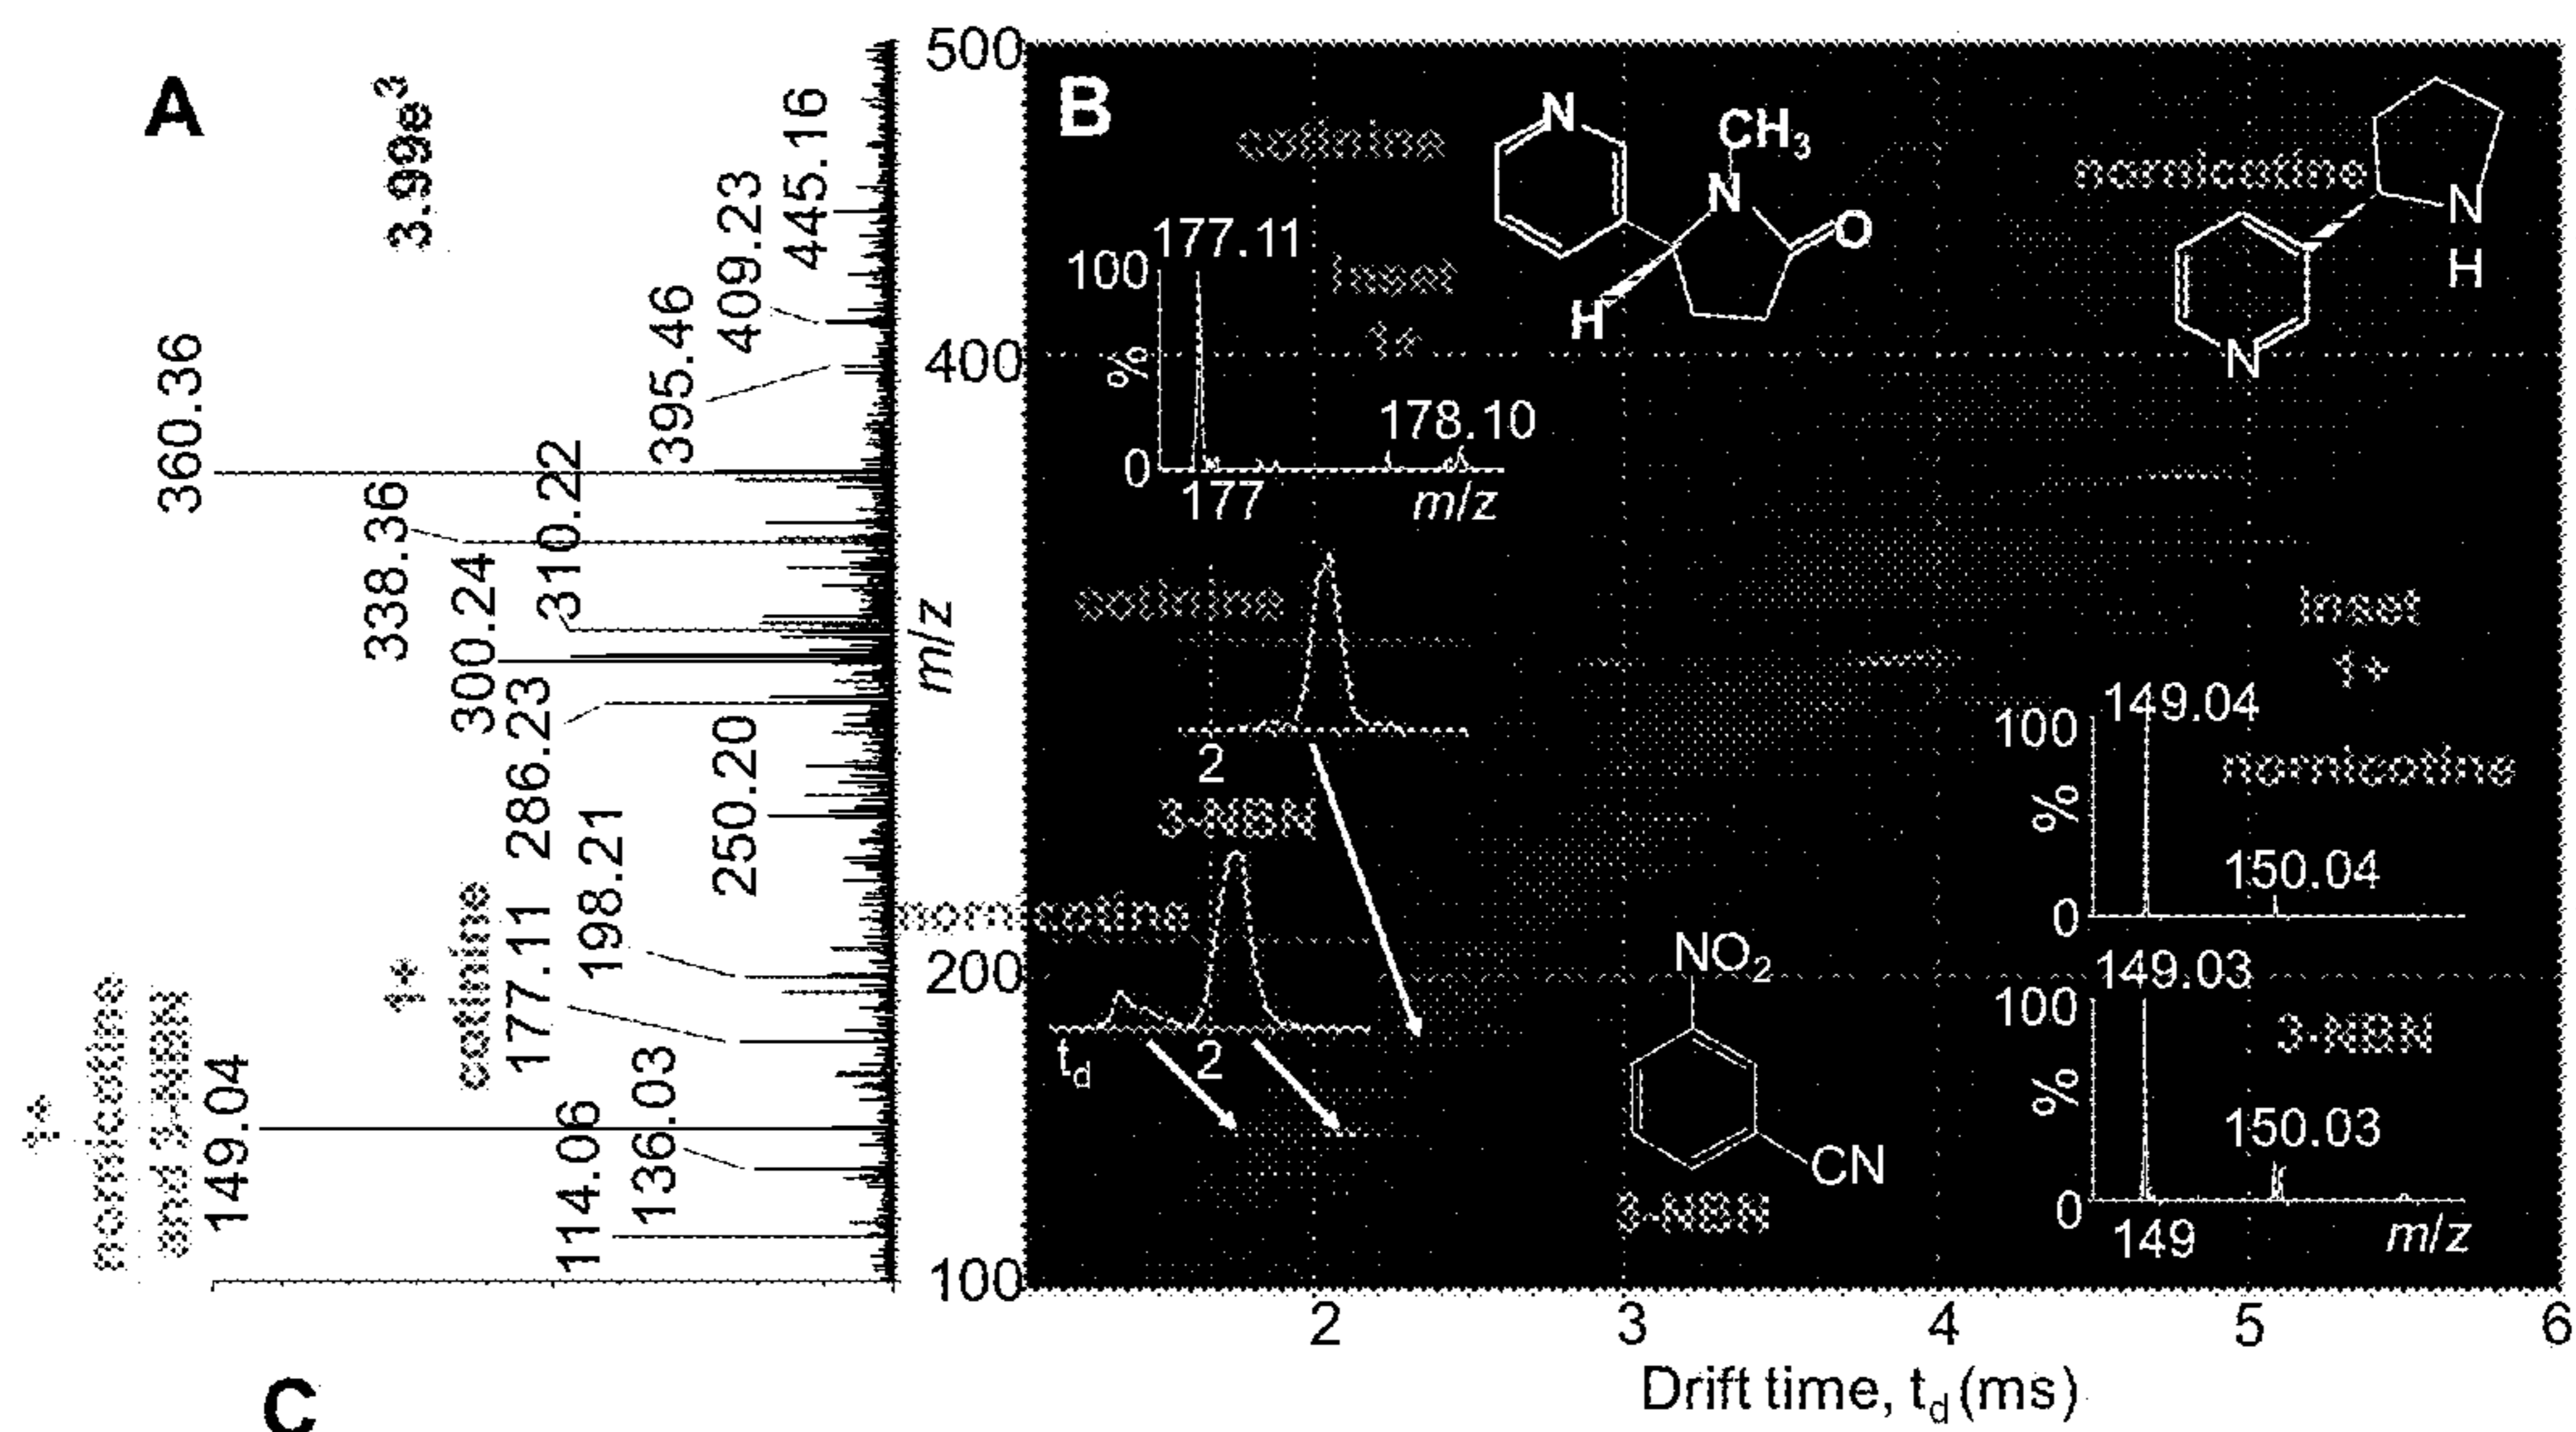 A
3.99e³
445.16
409.23
395.46
360.36
338.36
310.22
300.24
286.23
250.20
198.21
1+
cotinine
177.11
1+
nornicotine
and 3-NBN
149.04
136.03
114.06
m/z
500
400
200
100
B
cotinine
N
CH₃
N
O
H
nornicotine
N
H
N
Inset
1+
177.11
100
%
0
178.10
177
m/z
cotinine
2
3-NBN
nornicotine
t_d
2
NO₂
CN
3-NBN
Inset
1+
149.04
100
nornicotine
%
150.04
0
149.03
100
3-NBN
%
150.03
0
149
m/z
2
3
4
5
6
Drift time, t_d (ms)
C